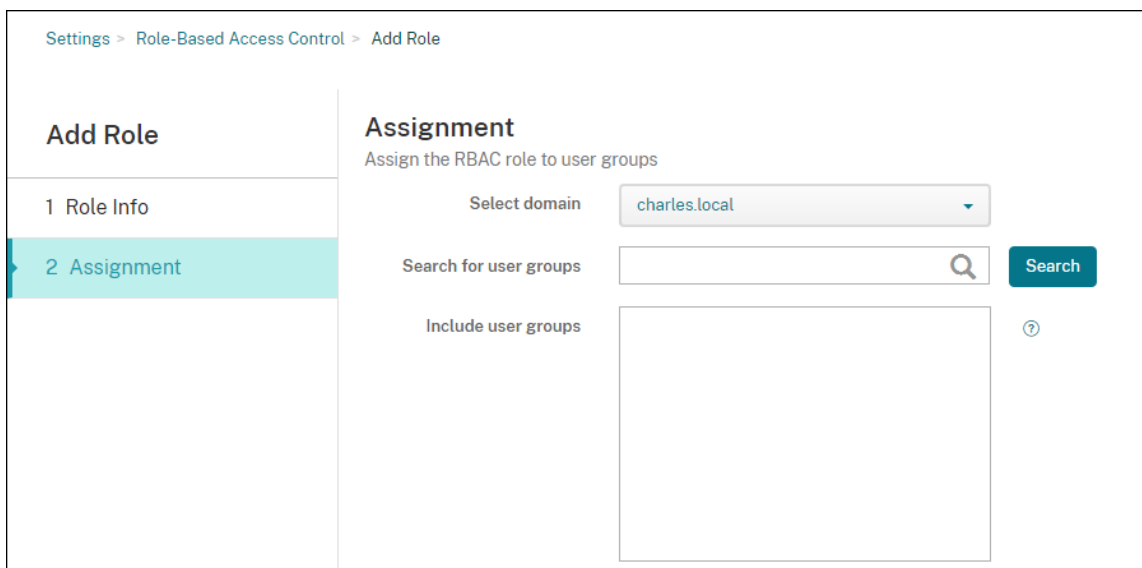 Settings > Role-Based Access Control > Add Role
Add Role
1 Role Info
2 Assignment
Assignment
Assign the RBAC role to user groups
Select domain
charles.local
Search for user groups
Search
Include user groups
?